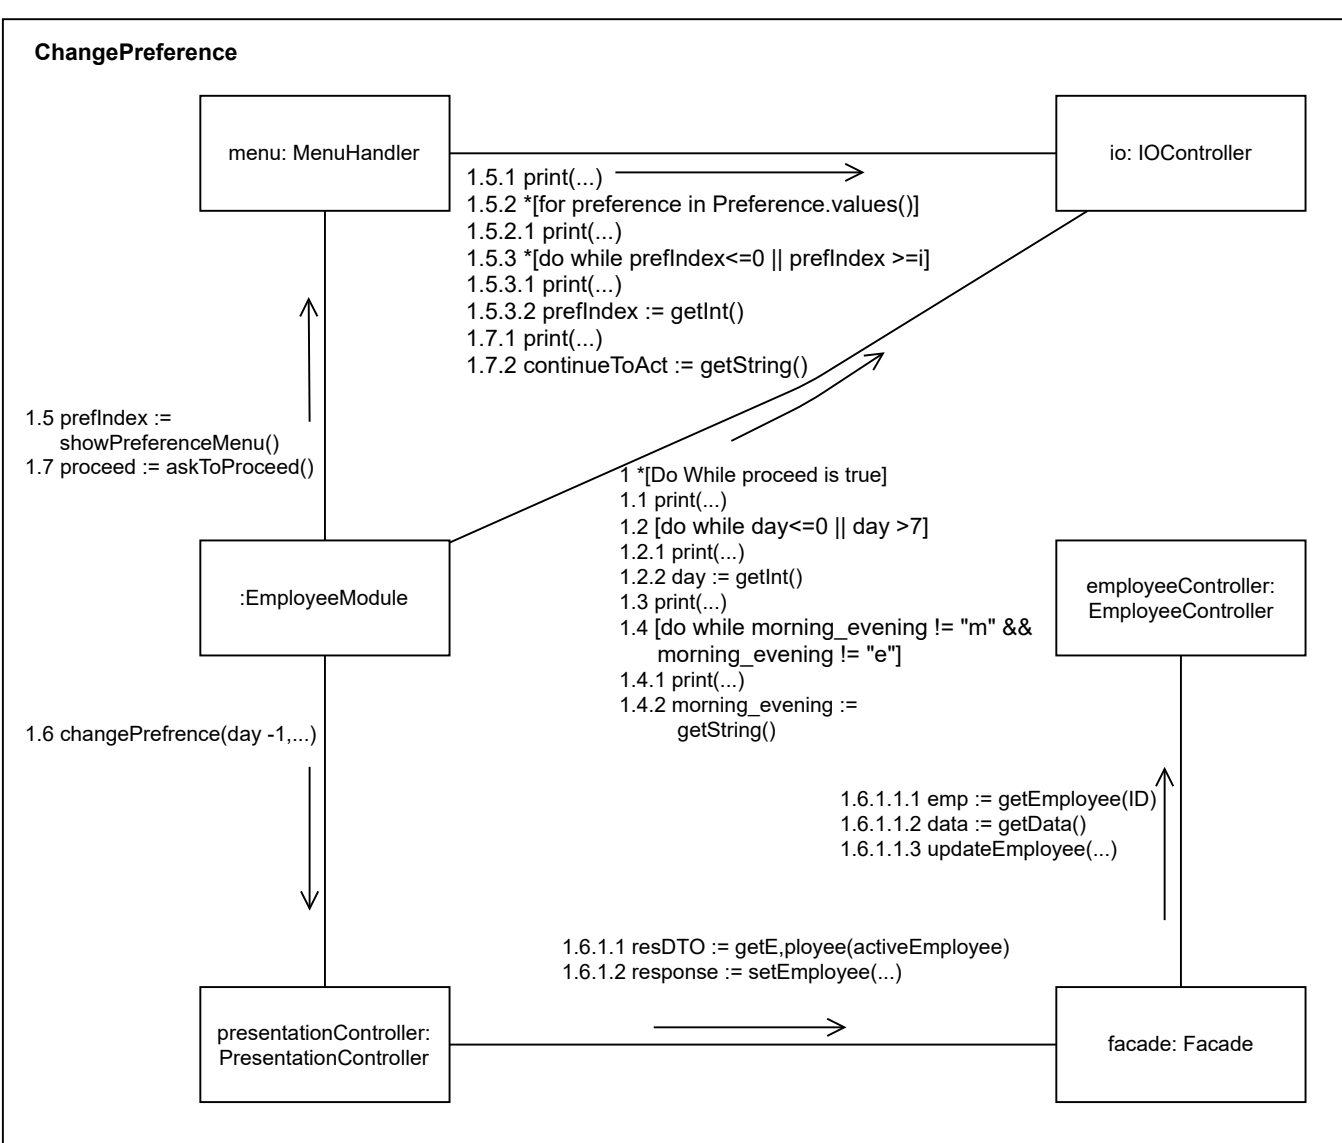 ChangePreference
menu: MenuHandler
io: IOController
1.5.1 print(...)
1.5.2 *[for preference in Preference.values()]
1.5.2.1 print(...)
1.5.3 *[do while prefIndex<=0 || prefIndex >=i]
1.5.3.1 print(...)
1.5.3.2 prefIndex := getInt()
1.7.1 print(...)
1.7.2 continueToAct := getString()
1.5 prefIndex :=
showPreferenceMenu()
1.7 proceed := askToProceed()
1 *[Do While proceed is true]
1.1 print(...)
1.2 [do while day<=0 || day >7]
1.2.1 print(...)
1.2.2 day := getInt()
1.3 print(...)
1.4 [do while morning_evening != "m" &&
morning_evening != "e"]
1.4.1 print(...)
1.4.2 morning_evening :=
getString()
:EmployeeModule
employeeController:
EmployeeController
1.6 changePrefrence(day -1,...)
1.6.1.1.1 emp := getEmployee(ID)
1.6.1.1.2 data := getData()
1.6.1.1.3 updateEmployee(...)
1.6.1.1 resDTO := getE,ployee(activeEmployee)
1.6.1.2 response := setEmployee(...)
presentationController:
PresentationController
facade: Facade